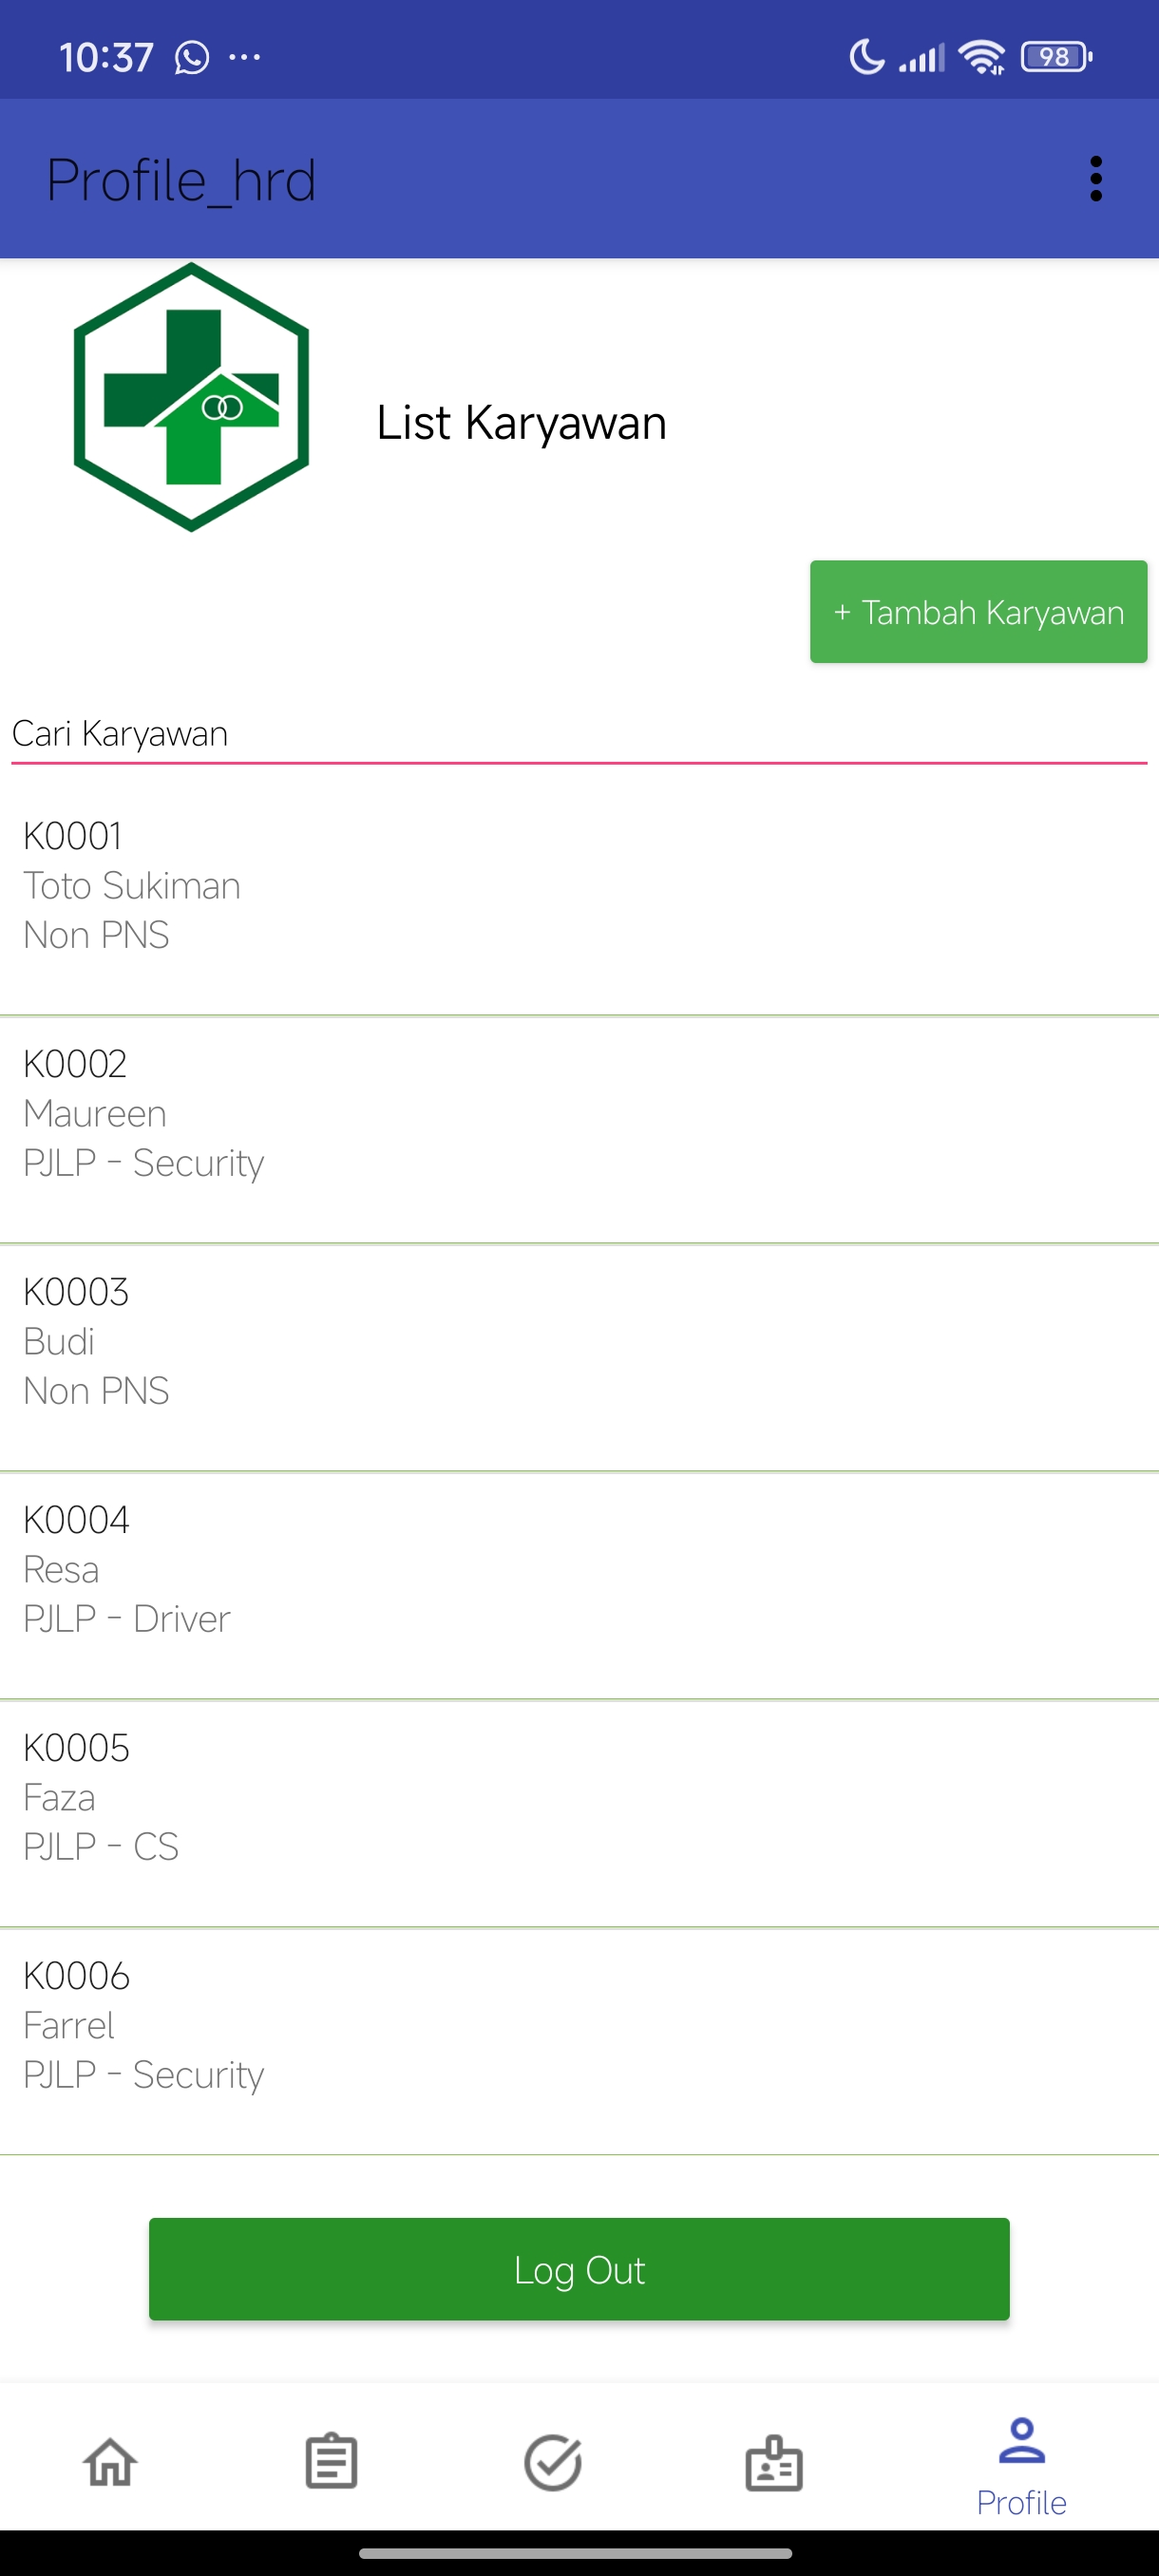 10:37
98
Profile_hrd
List Karyawan
+ Tambah Karyawan
Cari Karyawan
K0001
Toto Sukiman
Non PNS
K0002
Maureen
PJLP - Security
K0003
Budi
Non PNS
K0004
Resa
PJLP - Driver
K0005
Faza
PJLP - CS
K0006
Farrel
PJLP - Security
Log Out
Profile